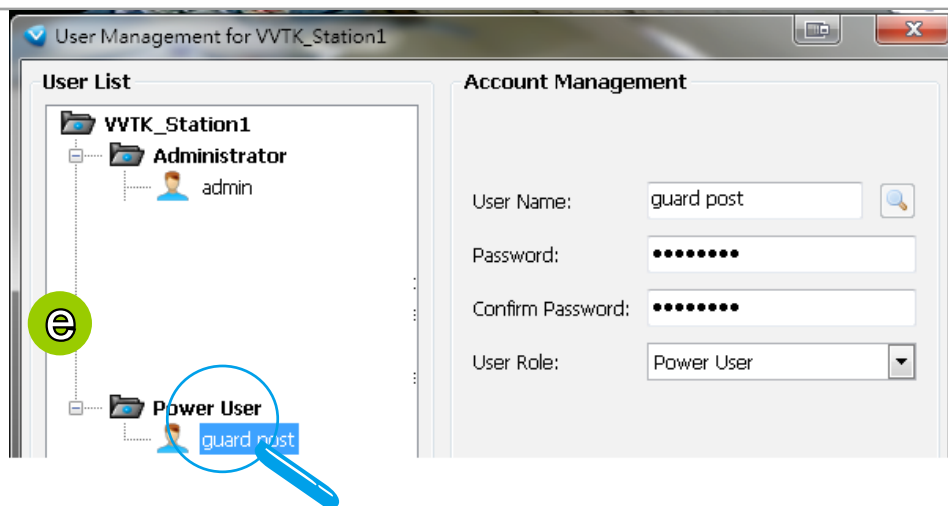 User Management for VVTK_Station1
User List
VVTK_Station1
Administrator
admin
e
Power User
guard post
Account Management
User Name: guard post
Password: ●●●●●●●●
Confirm Password: ●●●●●●●●
User Role: Power User